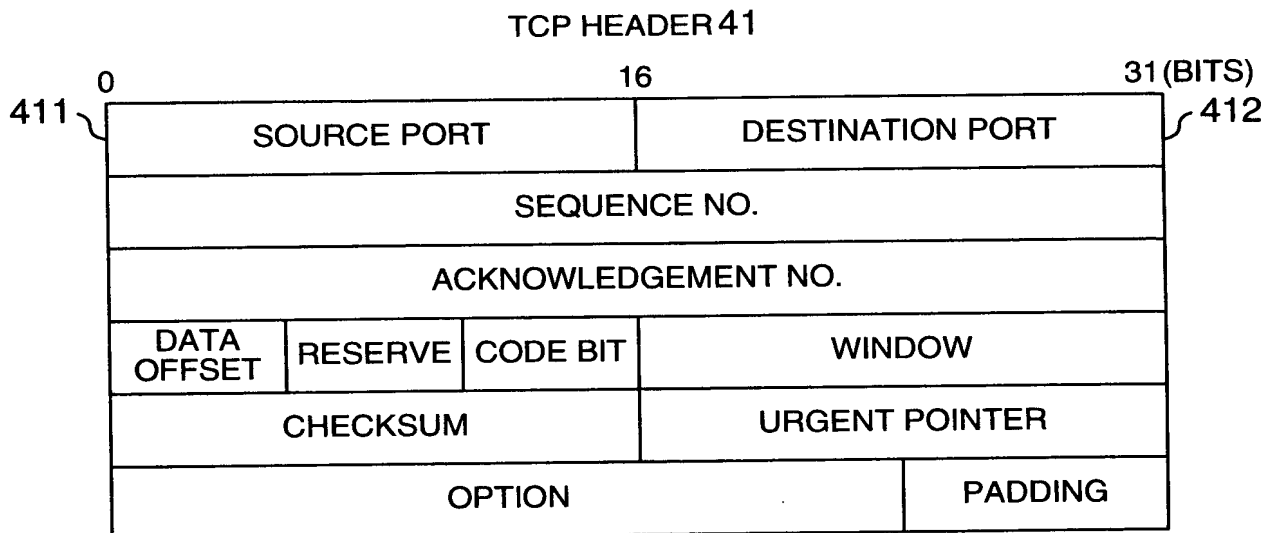 TCP HEADER 41
0 16 31 (BITS)
411 SOURCE PORT DESTINATION PORT 412
SEQUENCE NO.
ACKNOWLEDGEMENT NO.
DATA OFFSET RESERVE CODE BIT WINDOW
CHECKSUM URGENT POINTER
OPTION PADDING